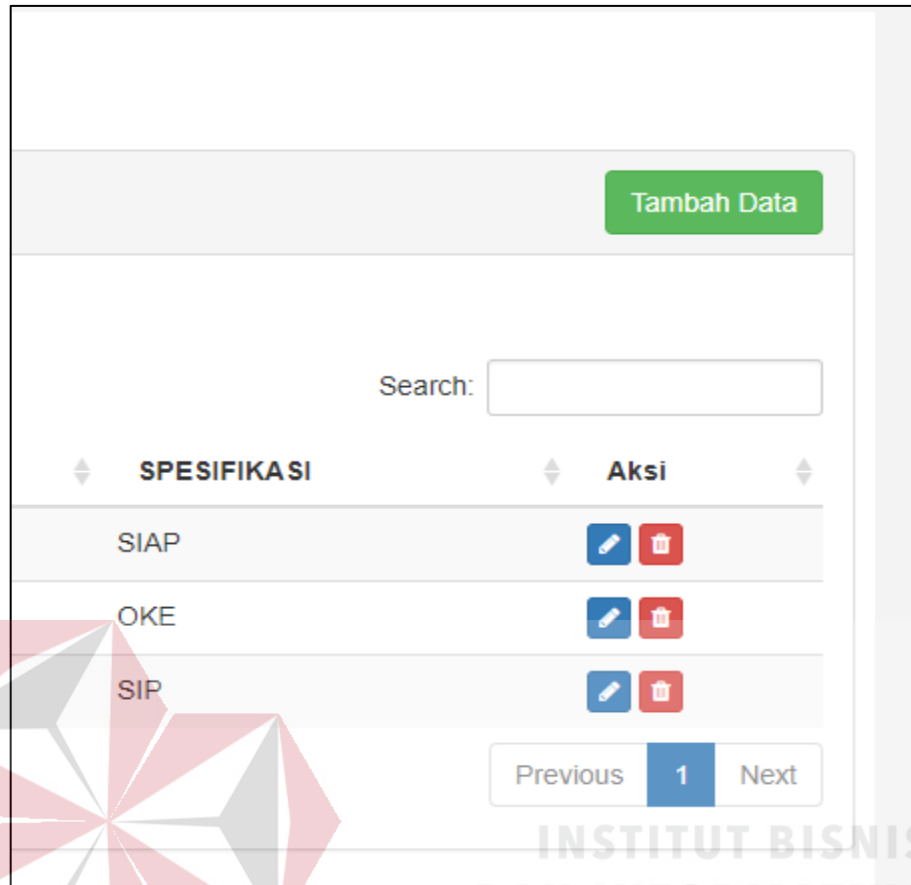 Tambah Data
Search:
SPESIFIKASI Aksi
SIAP
OKE
SIP
Previous 1 Next
INSTITUT BISNIS